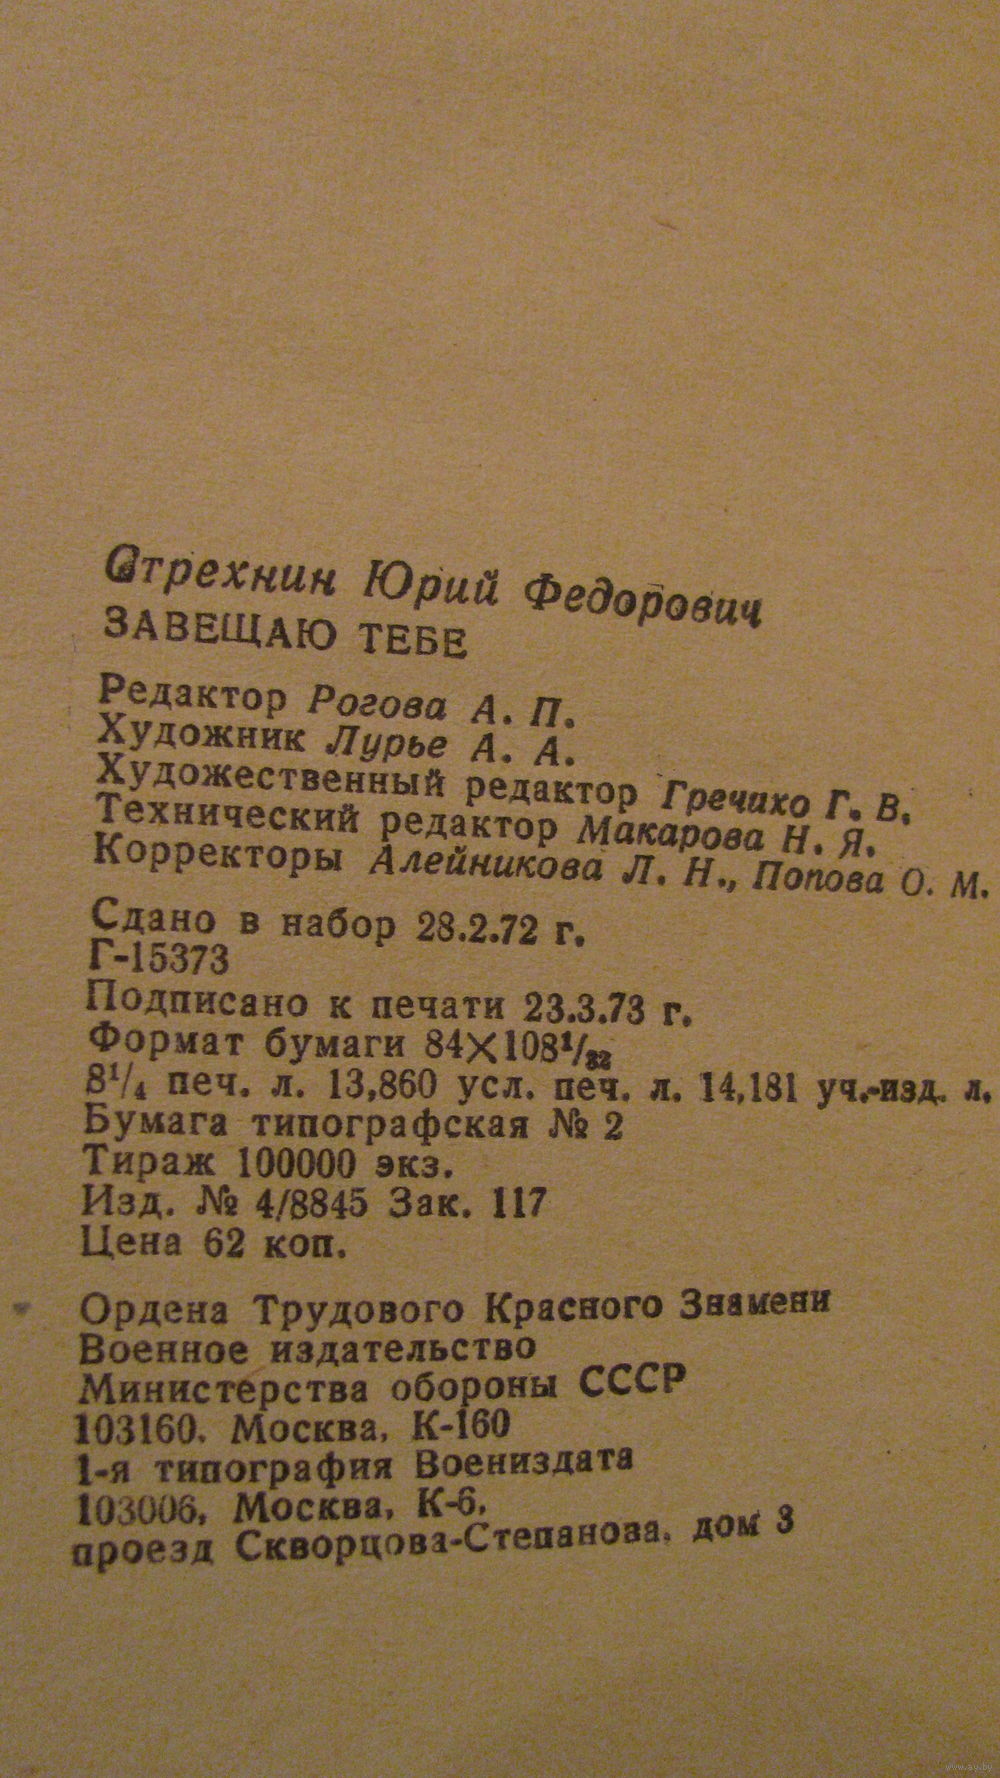 Стрехнин Юрий Федорович
ЗАВЕЩАЮ ТЕБЕ
Редактор Рогова А. П.
Художник Лурье А. А.
Художественный редактор Гречихо Г. В.
Технический редактор Макарова Н. Я.
Корректоры Алейникова Л. Н., Попова О. М.
Сдано в набор 28.2.72 г.
Г-15373
Подписано к печати 23.3.73 г.
Формат бумаги 84×108¹/₃₂
8¹/₄ печ. л. 13,860 усл. печ. л. 14,181 уч.-изд. л.
Бумага типографская № 2
Тираж 100000 экз.
Изд. № 4/8845 Зак. 117
Цена 62 коп.
Ордена Трудового Красного Знамени
Военное издательство
Министерства обороны СССР
103160, Москва, К-160
1-я типография Воениздата
103006, Москва, К-6,
проезд Скворцова-Степанова, дом 3
www.ay.by